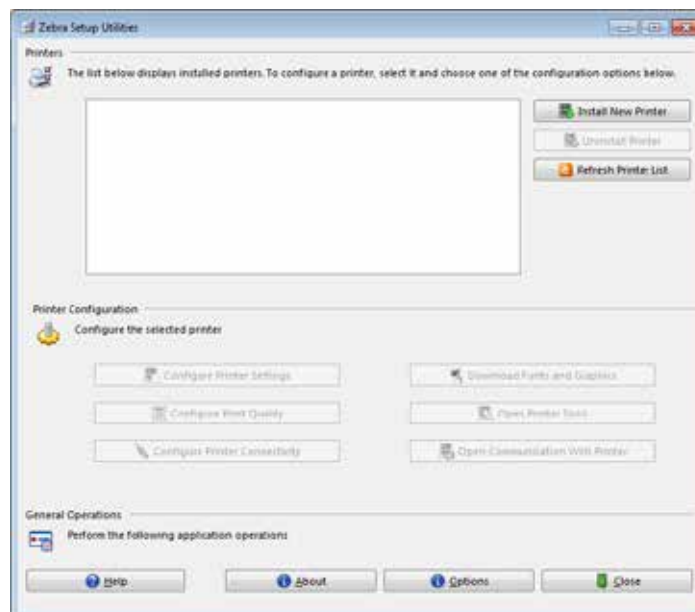 Zebra Setup Utilities
Printers
The list below displays installed printers. To configure a printer, select it and choose one of the configuration options below.
Install New Printer
Uninstall Printer
Refresh Printer List
Printer Configuration
Configure the selected printer
Configure Printer Settings
Download Fonts and Graphics
Configure Print Quality
Open Printer Tools
Configure Printer Connectivity
Open Communication With Printer
General Operations
Perform the following application operations
Help
About
Options
Close